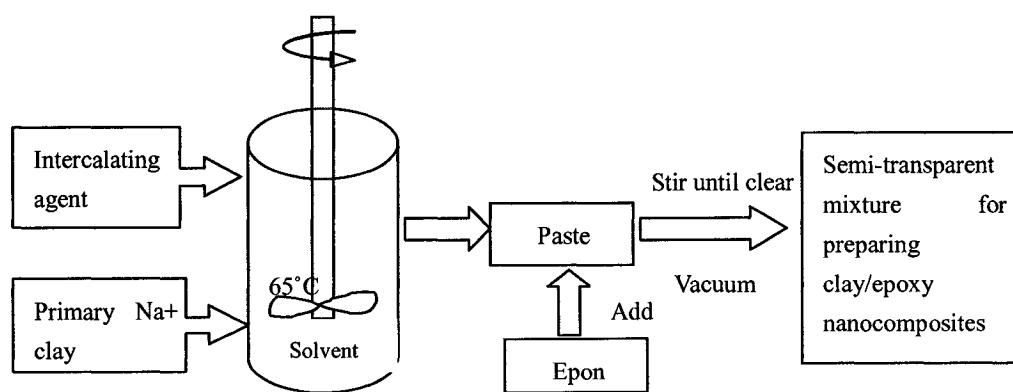 Intercalating
agent
Primary Na+
clay
65°C
Solvent
Paste
Add
Epon
Stir until clear
Vacuum
Semi-transparent
mixture for
preparing
clay/epoxy
nanocomposites